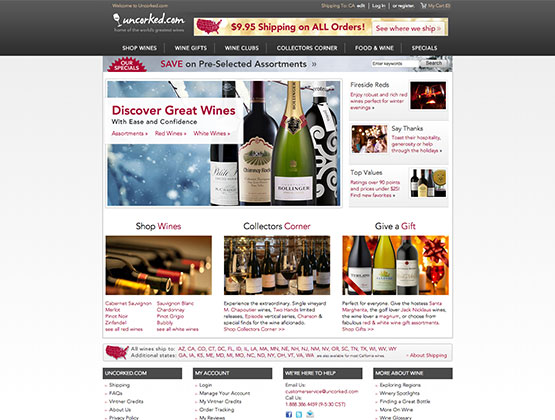 Welcome to Uncorked.com
Shipping To: CA edit | Login or register. My Cart (0)
uncorked.com
home of the world's greatest wines
$9.95 Shipping on ALL Orders!
See where we ship »
SHOP WINES WINE GIFTS WINE CLUBS COLLECTORS CORNER FOOD & WINE SPECIALS
OUR SPECIALS
SAVE on Pre-Selected Assortments »
Enter keywords Search
Discover Great Wines
With Ease and Confidence
Assortments » Red Wines » White Wines »
BOLLINGER
Fireside Reds
Enjoy robust and rich red
wines perfect for winter
evenings »
Say Thanks
Toast their hospitality,
generosity or help
through the holidays »
Top Values
Ratings over 90 points
and prices under $25!
Find new favorites »
Shop Wines
Cabernet Sauvignon
Merlot
Pinot Noir
Zinfandel
see all red wines
Sauvignon Blanc
Chardonnay
Pinot Grigio
Bubbly
see all white wines
Collectors Corner
Experience the extraordinary. Single vineyard
M. Chapoutier wines, Two Hands limited
releases, Episode vertical series, Chanson &
special finds for the wine aficionado.
Shop Collectors Corner >>
Give a Gift
Perfect for everyone. Give the hostess Santa
Margherita, the golf lover Jack Nicklaus wines,
the wine lover a magnum, or choose from
fabulous red & white wine gift assortments.
Shop Gifts >>
All wines ship to: AZ, CA, CO, CT, DC, FL, ID, IL, LA, MA, MN, NE, NH, NJ, NM, NV, NY, OR, SC, TN, TX, WI, WV, WY
Additional states: GA, IA, KS, ME, MD, MI, MO, NC, ND, NY, OH, VT, VA, WA are also available for most California wines.
» About Shipping
UNCORKED.COM
Shipping
FAQs
Vintner Credits
About Us
Privacy Policy
MY ACCOUNT
Login
Manage Your Account
My Vintner Credits
Order Tracking
My Reviews
WE'RE HERE TO HELP
Email Us:
customerservice@uncorked.com
Call Us:
1-888-386-4459 (9-5:30 CST)
MORE ABOUT WINE
Exploring Regions
Winery Spotlights
Finding a Great Bottle
More On Wine
Wine Glossary